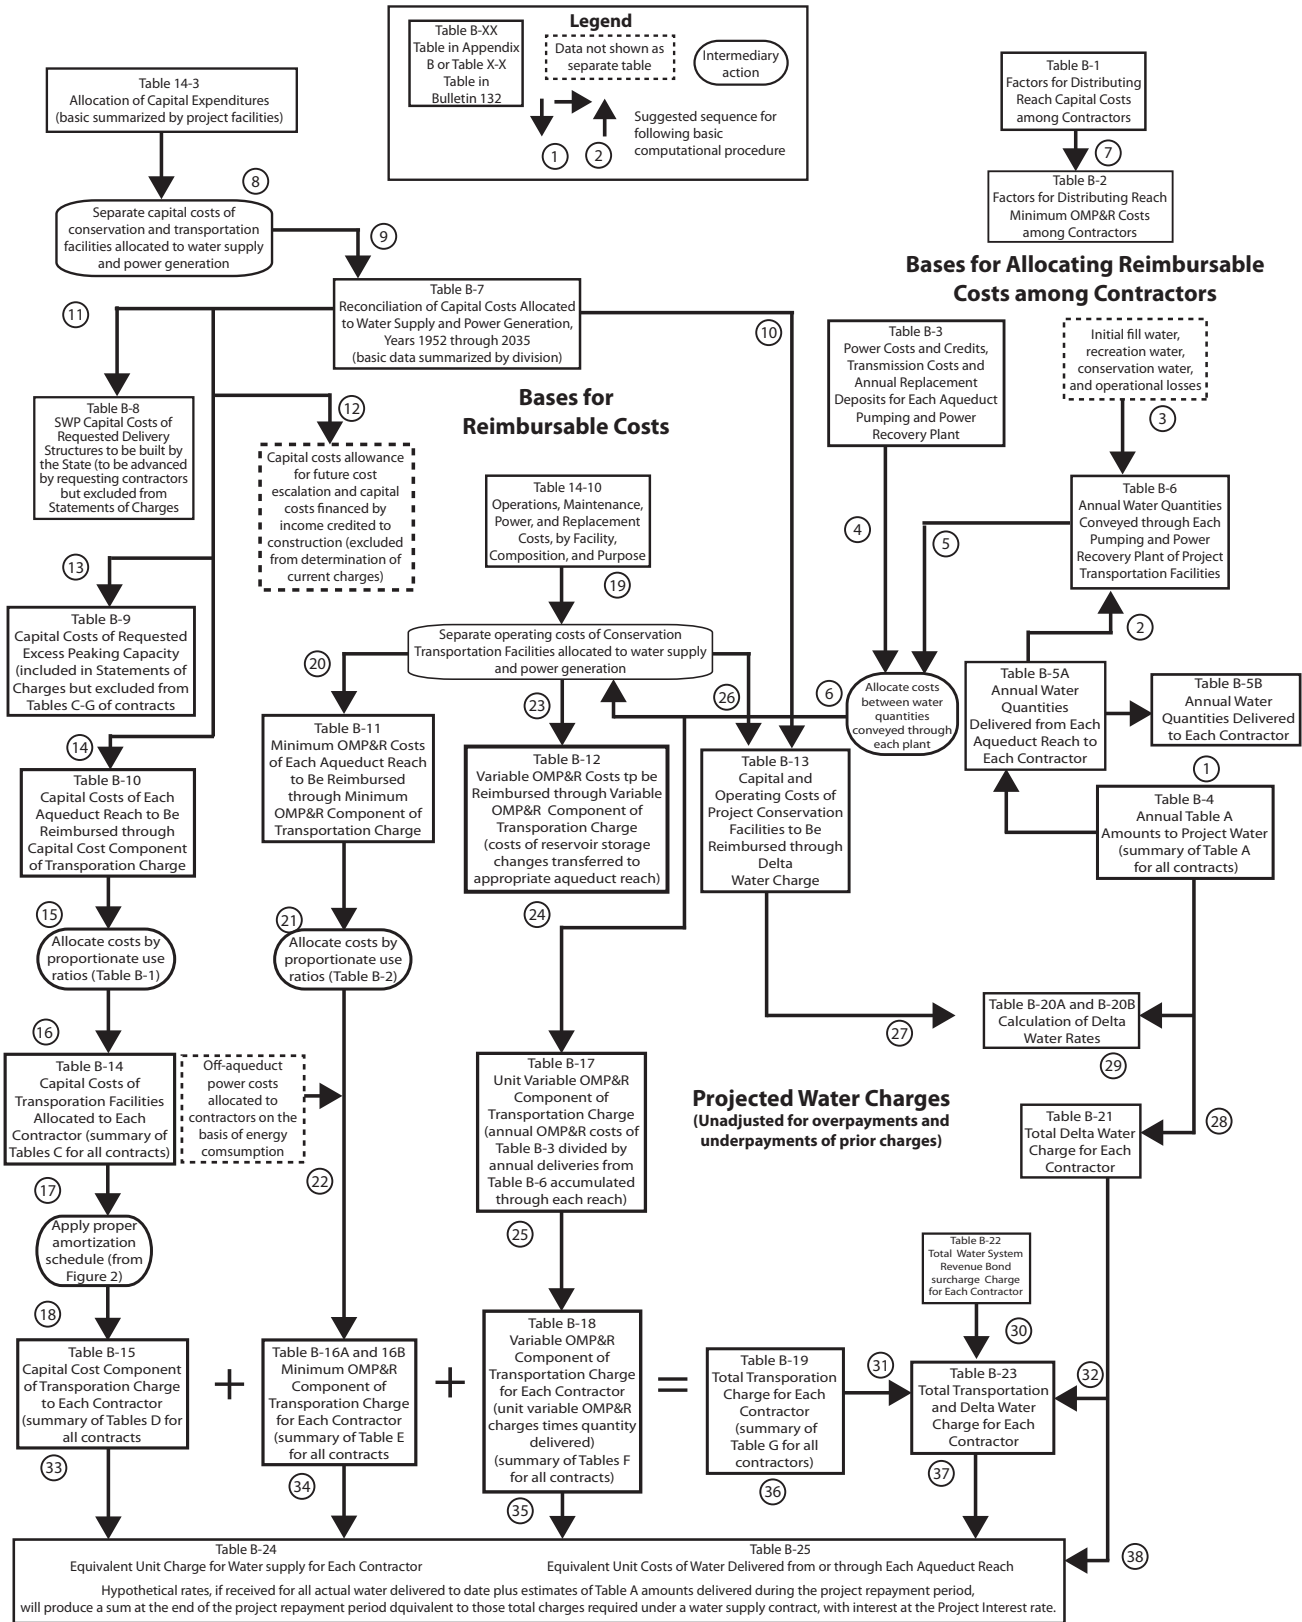 Legend
Table B-XX
Table in Appendix
B or Table X-X
Table in
Bulletin 132
Data not shown as
separate table
Intermediary
action
1
2
Suggested sequence for
following basic
computational procedure
Table 14-3
Allocation of Capital Expenditures
(basic summarized by project facilities)
8
Separate capital costs of
conservation and transportation
facilities allocated to water supply
and power generation
9
Table B-1
Factors for Distributing
Reach Capital Costs
among Contractors
7
Table B-2
Factors for Distributing Reach
Minimum OMP&R Costs
among Contractors
Bases for Allocating Reimbursable
Costs among Contractors
Table B-7
Reconciliation of Capital Costs Allocated
to Water Supply and Power Generation,
Years 1952 through 2035
(basic data summarized by division)
11
10
Table B-3
Power Costs and Credits,
Transmission Costs and
Annual Replacement
Deposits for Each Aqueduct
Pumping and Power
Recovery Plant
Initial fill water,
recreation water,
conservation water,
and operational losses
3
Table B-8
SWP Capital Costs of
Requested Delivery
Structures to be built by
the State (to be advanced
by requesting contractors
but excluded from
Statements of Charges
12
Capital costs allowance
for future cost
escalation and capital
costs financed by
income credited to
construction (excluded
from determination of
current charges)
Bases for
Reimbursable Costs
Table 14-10
Operations, Maintenance,
Power, and Replacement
Costs, by Facility,
Composition, and Purpose
19
4
5
Table B-6
Annual Water Quantities
Conveyed through Each
Pumping and Power
Recovery Plant of Project
Transportation Facilities
2
13
Table B-9
Capital Costs of Requested
Excess Peaking Capacity
(included in Statements of
Charges but excluded from
Tables C-G of contracts
20
Separate operating costs of Conservation
Transportation Facilities allocated to water supply
and power generation
23
26
6
Allocate costs
between water
quantities
conveyed through
each plant
Table B-5A
Annual Water
Quantities
Delivered from Each
Aqueduct Reach to
Each Contractor
Table B-5B
Annual Water
Quantities Delivered
to Each Contractor
1
Table B-4
Annual Table A
Amounts to Project Water
(summary of Table A
for all contracts)
14
Table B-10
Capital Costs of Each
Aqueduct Reach to Be
Reimbursed through
Capital Cost Component
of Transporation Charge
Table B-11
Minimum OMP&R Costs
of Each Aqueduct Reach
to Be Reimbursed
through Minimum
OMP&R Component of
Transportation Charge
Table B-12
Variable OMP&R Costs tp be
Reimbursed through Variable
OMP&R Component of
Transporation Charge
(costs of reservoir storage
changes transferred to
appropriate aqueduct reach)
Table B-13
Capital and
Operating Costs of
Project Conservation
Facilities to Be
Reimbursed through
Delta
Water Charge
15
Allocate costs by
proportionate use
ratios (Table B-1)
21
Allocate costs by
proportionate use
ratios (Table B-2)
24
16
Table B-14
Capital Costs of
Transporation Facilities
Allocated to Each
Contractor (summary of
Tables C for all contracts)
Off-aqueduct
power costs
allocated to
contractors on the
basis of energy
comsumption
22
Table B-17
Unit Variable OMP&R
Component of
Transportation Charge
(annual OMP&R costs of
Table B-3 divided by
annual deliveries from
Table B-6 accumulated
through each reach)
27
Table B-20A and B-20B
Calculation of Delta
Water Rates
29
Projected Water Charges
(Unadjusted for overpayments and
underpayments of prior charges)
Table B-21
Total Delta Water
Charge for Each
Contractor
28
17
Apply proper
amortization
schedule (from
Figure 2)
25
Table B-22
Total Water System
Revenue Bond
surcharge Charge
for Each Contractor
30
18
Table B-15
Capital Cost Component
of Transporation Charge
to Each Contractor
(summary of Tables D for
all contracts
+
Table B-16A and 16B
Minimum OMP&R
Component of
Transporation Charge
for Each Contractor
(summary of Table E
for all contracts
+
Table B-18
Variable OMP&R
Component of
Transportation Charge
for Each Contractor
(unit variable OMP&R
charges times quantity
delivered)
(summary of Tables F
for all contracts)
=
Table B-19
Total Transporation
Charge for Each
Contractor
(summary of
Table G for all
contractors)
31
Table B-23
Total Transportation
and Delta Water
Charge for Each
Contractor
32
33
34
35
36
37
38
Table B-24
Equivalent Unit Charge for Water supply for Each Contractor
Table B-25
Equivalent Unit Costs of Water Delivered from or through Each Aqueduct Reach
Hypothetical rates, if received for all actual water delivered to date plus estimates of Table A amounts delivered during the project repayment period,
will produce a sum at the end of the project repayment period dquivalent to those total charges required under a water supply contract, with interest at the Project Interest rate.